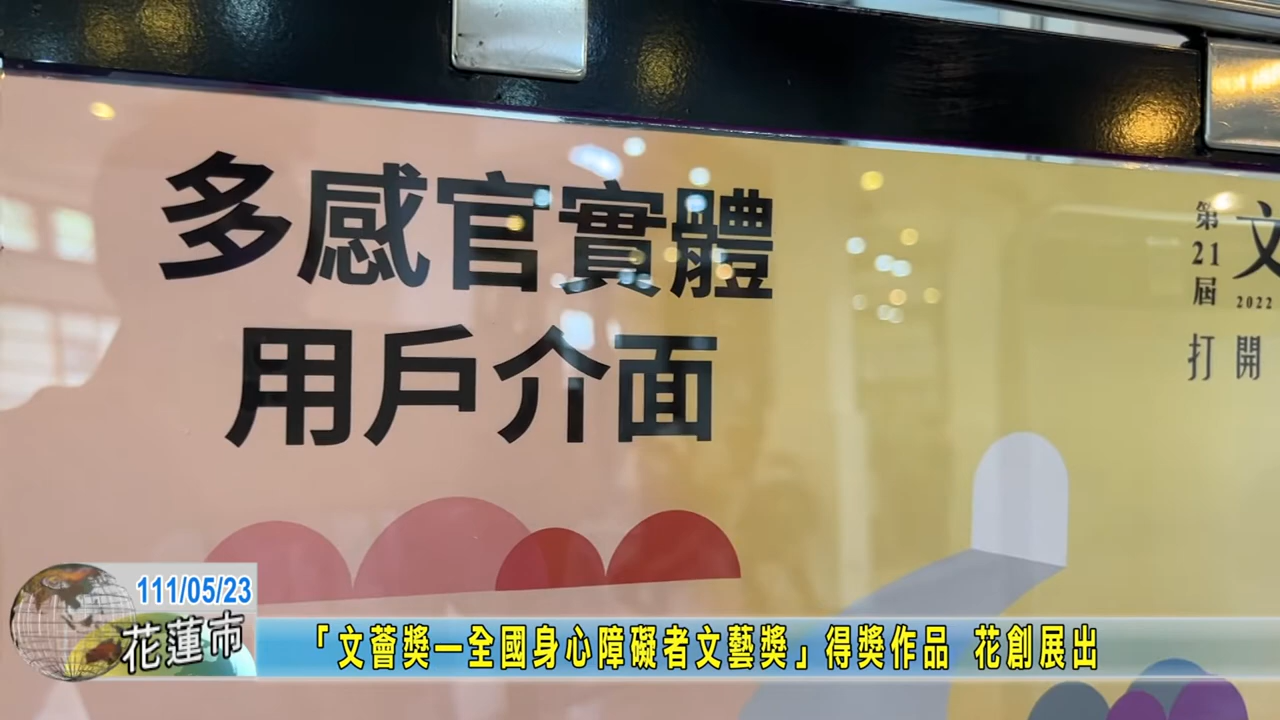 多感官實體
用戶介面
第21屆
文
2022
打開
111/05/23
花蓮市
「文薈獎—全國身心障礙者文藝獎」得獎作品 花創展出